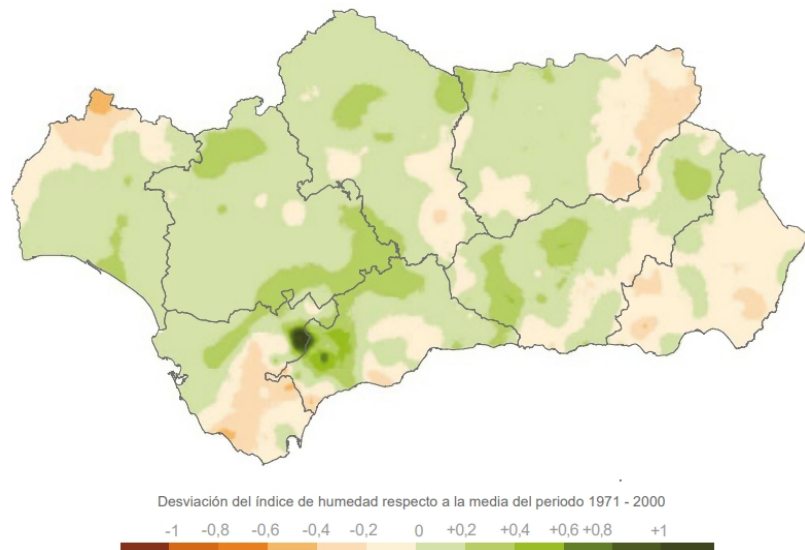 Desviación del índice de humedad respecto a la media del periodo 1971 - 2000
-1 -0,8 -0,6 -0,4 -0,2 0 +0,2 +0,4 +0,6 +0,8 +1